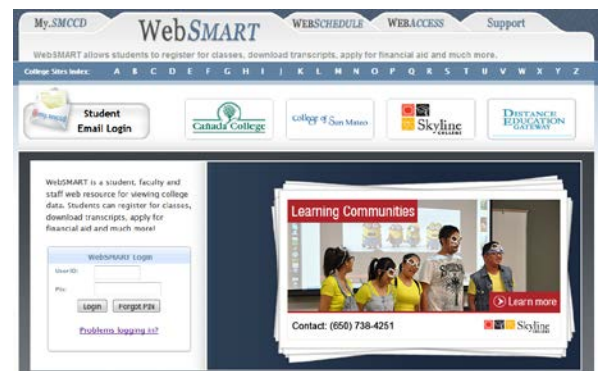 My.SMCCD
WebSMART
WEBSCHEDULE
WEBACCESS
Support
WebSMART allows students to register for classes, download transcripts, apply for financial aid and much more.
College Sites Index: A B C D E F G H I J K L M N O P Q R S T U V W X Y Z
Student
Email Login
Cañada College
College of San Mateo
Skyline
COLLEGE
DISTANCE
EDUCATION
GATEWAY
WebSMART is a student, faculty and
staff web resource for viewing college
data. Students can register for classes,
download transcripts, apply for
financial aid and much more!
WebSMART Login
User ID:
Pin:
Login Forgot PIN
Problems logging in?
Learning Communities
Learn more
Contact: (650) 738-4251
Skyline
COLLEGE